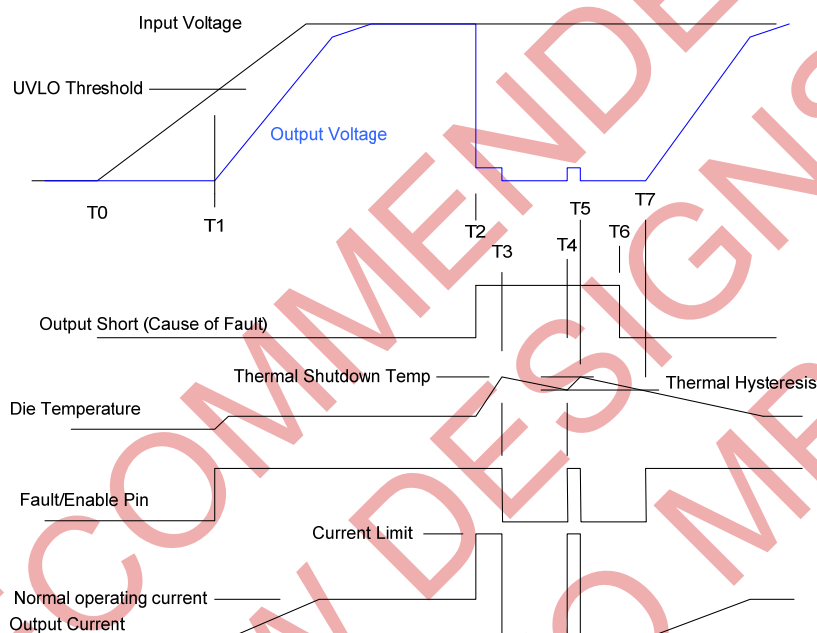 Input Voltage
UVLO Threshold
Output Voltage
T0
T1
T2
T3
T4
T5
T6
T7
Output Short (Cause of Fault)
Thermal Shutdown Temp
Thermal Hysteresis
Die Temperature
Fault/Enable Pin
Current Limit
Normal operating current
Output Current